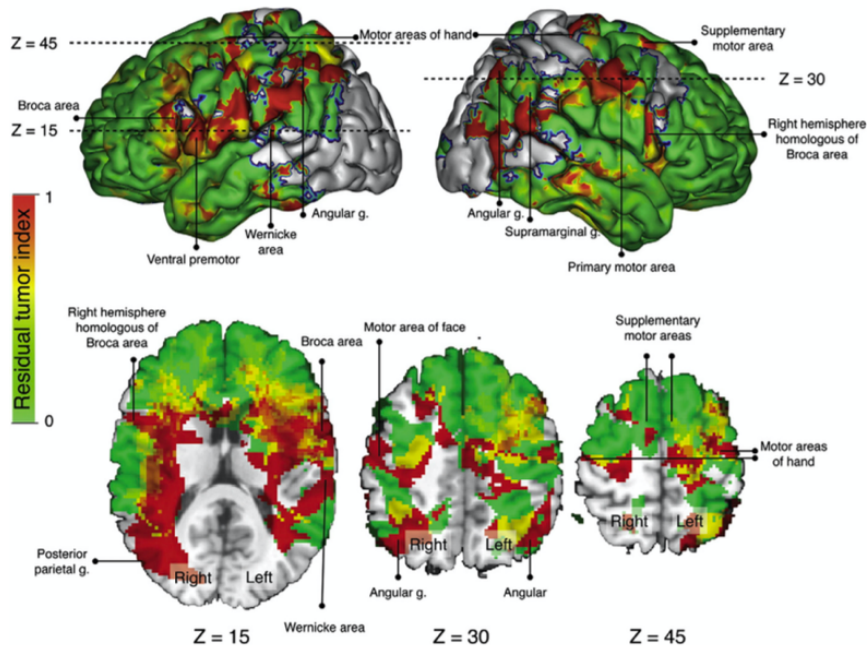 Z = 45
Motor areas of hand
Supplementary
motor area
Z = 30
Broca area
Z = 15
Right hemisphere
homologous of
Broca area
Angular g.
Wernicke
area
Ventral premotor
Angular g.
Supramarginal g.
Primary motor area
1
Residual tumor index
0
Right hemisphere
homologous of
Broca area
Broca area
Motor area of face
Supplementary
motor areas
Motor areas
of hand
Posterior
parietal g.
Right
Left
Right
Left
Right
Left
Angular g.
Angular
Wernicke area
Z = 15
Z = 30
Z = 45